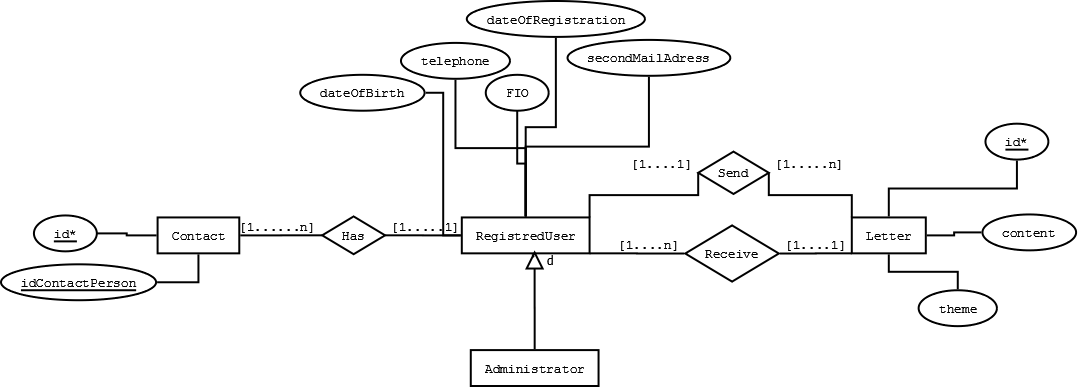 dateOfRegistration
telephone
secondMailAdress
dateOfBirth
FIO
id*
[1....1]
Send
[1.....n]
id*
Contact
[1......n]
Has
[1.....1]
RegistredUser
[1....n]
Receive
[1....1]
Letter
content
d
idContactPerson
theme
Administrator